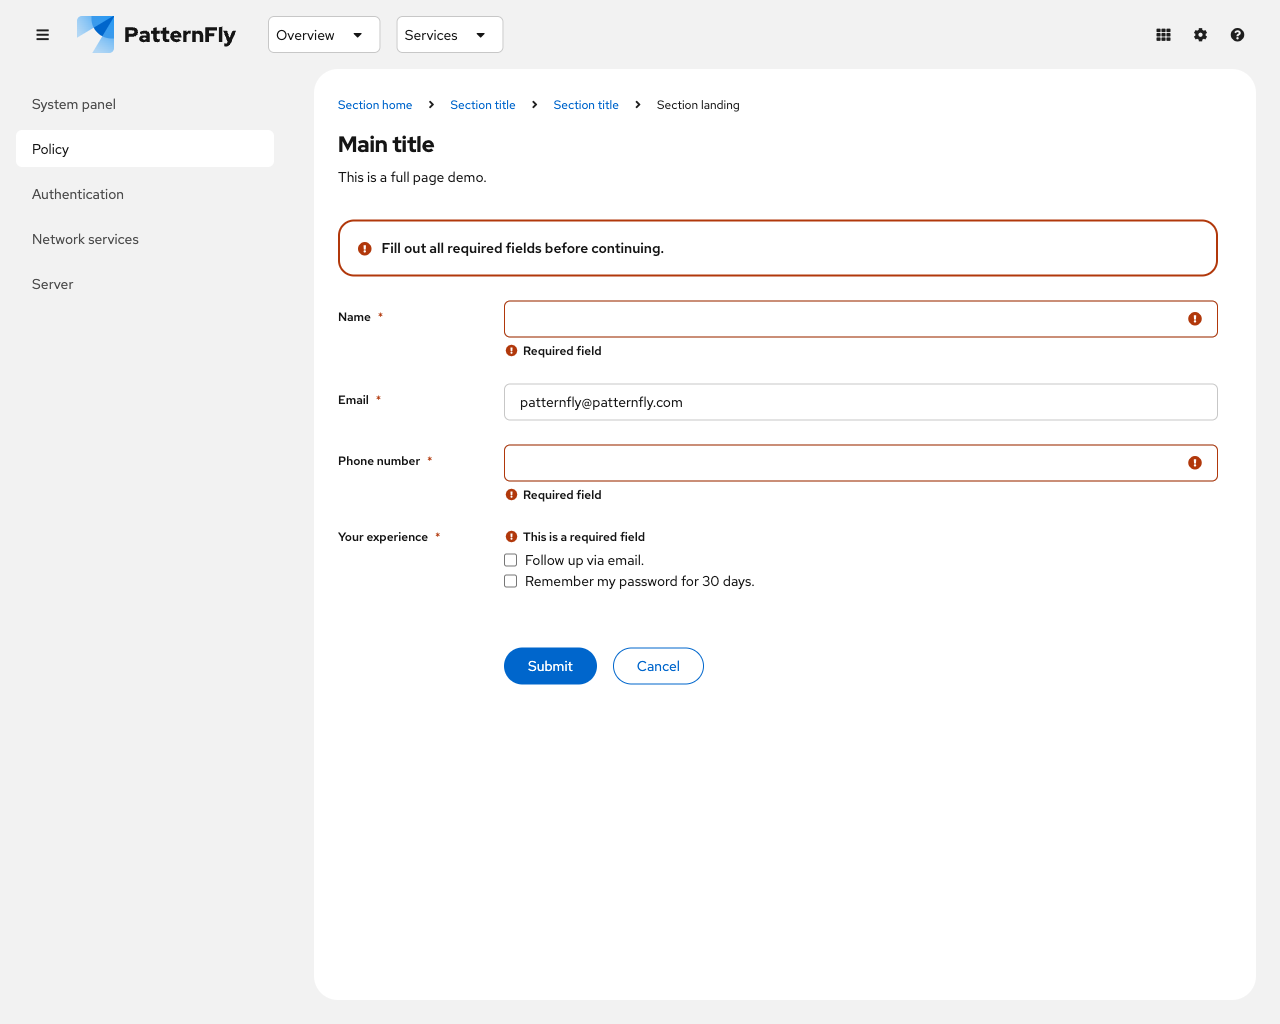 PatternFly Overview Services
System panel
Policy
Authentication
Network services
Server
Section home Section title Section title Section landing
Main title
This is a full page demo.
Fill out all required fields before continuing.
Name *
Required field
Email * patternfly@patternfly.com
Phone number *
Required field
Your experience * This is a required field
Follow up via email.
Remember my password for 30 days.
Submit Cancel